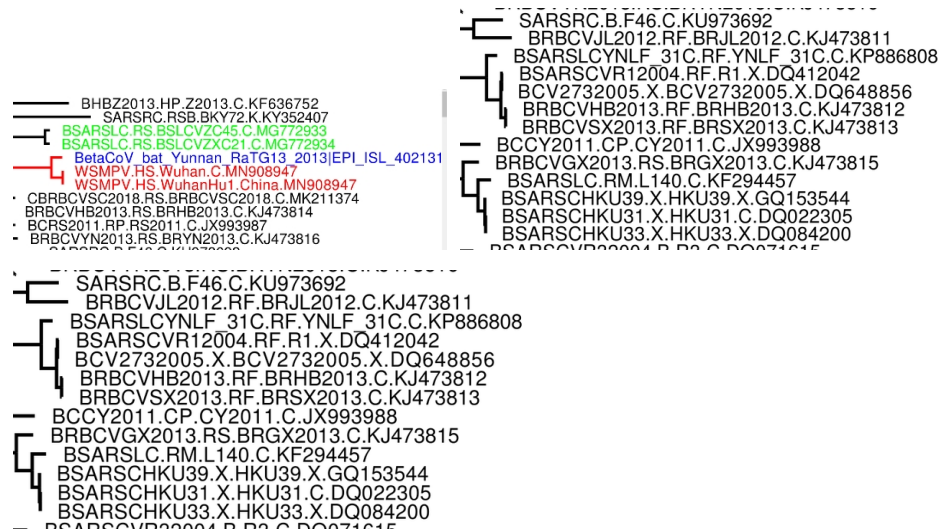 BHBZ2013.HP.Z2013.C.KF636752
SARSRC.RSB.BKY72.K.KY352407
BSARSLC.RS.BSLCVZC45.C.MG772933
BSARSLC.RS.BSLCVZXC21.C.MG772934
BetaCoV_bat_Yunnan_RaTG13_2013|EPI_ISL_402131
WSMPV.HS.Wuhan.C.MN908947
WSMPV.HS.WuhanHu1.China.MN908947
CBRBCVSC2018.RS.BRBCVSC2018.C.MK211374
BRBCVHB2013.RS.BRHB2013.C.KJ473814
BCRS2011.RP.RS2011.C.JX993987
BRBCVYN2013.RS.BRYN2013.C.KJ473816
SARSRC.B.F46.C.KU973692
BRBCVJL2012.RF.BRJL2012.C.KJ473811
BSARSLCYNLF_31C.RF.YNLF_31C.C.KP886808
BSARSCVR12004.RF.R1.X.DQ412042
BCV2732005.X.BCV2732005.X.DQ648856
BRBCVHB2013.RF.BRHB2013.C.KJ473812
BRBCVSX2013.RF.BRSX2013.C.KJ473813
BCCY2011.CP.CY2011.C.JX993988
BRBCVGX2013.RS.BRGX2013.C.KJ473815
BSARSLC.RM.L140.C.KF294457
BSARSCHKU39.X.HKU39.X.GQ153544
BSARSCHKU31.X.HKU31.C.DQ022305
BSARSCHKU33.X.HKU33.X.DQ084200
SARSRC.B.F46.C.KU973692
BRBCVJL2012.RF.BRJL2012.C.KJ473811
BSARSLCYNLF_31C.RF.YNLF_31C.C.KP886808
BSARSCVR12004.RF.R1.X.DQ412042
BCV2732005.X.BCV2732005.X.DQ648856
BRBCVHB2013.RF.BRHB2013.C.KJ473812
BRBCVSX2013.RF.BRSX2013.C.KJ473813
BCCY2011.CP.CY2011.C.JX993988
BRBCVGX2013.RS.BRGX2013.C.KJ473815
BSARSLC.RM.L140.C.KF294457
BSARSCHKU39.X.HKU39.X.GQ153544
BSARSCHKU31.X.HKU31.C.DQ022305
BSARSCHKU33.X.HKU33.X.DQ084200